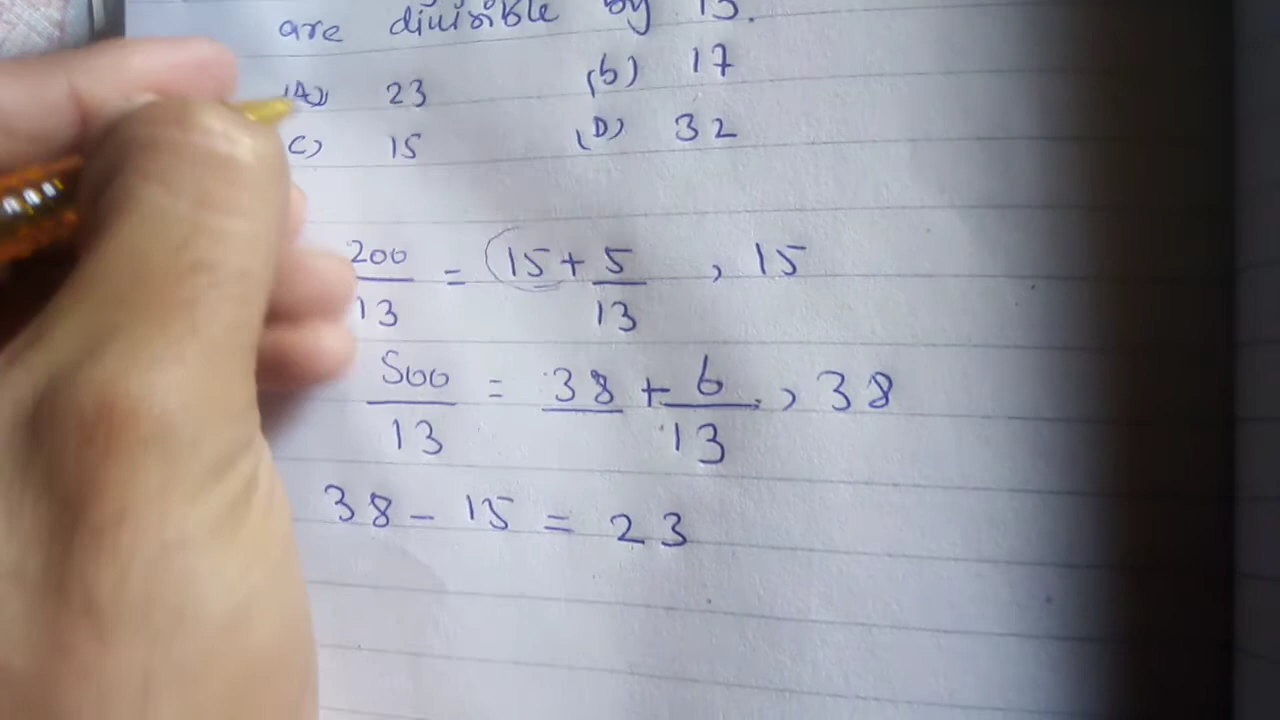 are divisible by 13.
(A) 23 (b) 17
C) 15 (D) 32
200/13 = (15 + 5/13 , 15
500/13 = 38 + 6/13 , 38
38 - 15 = 23